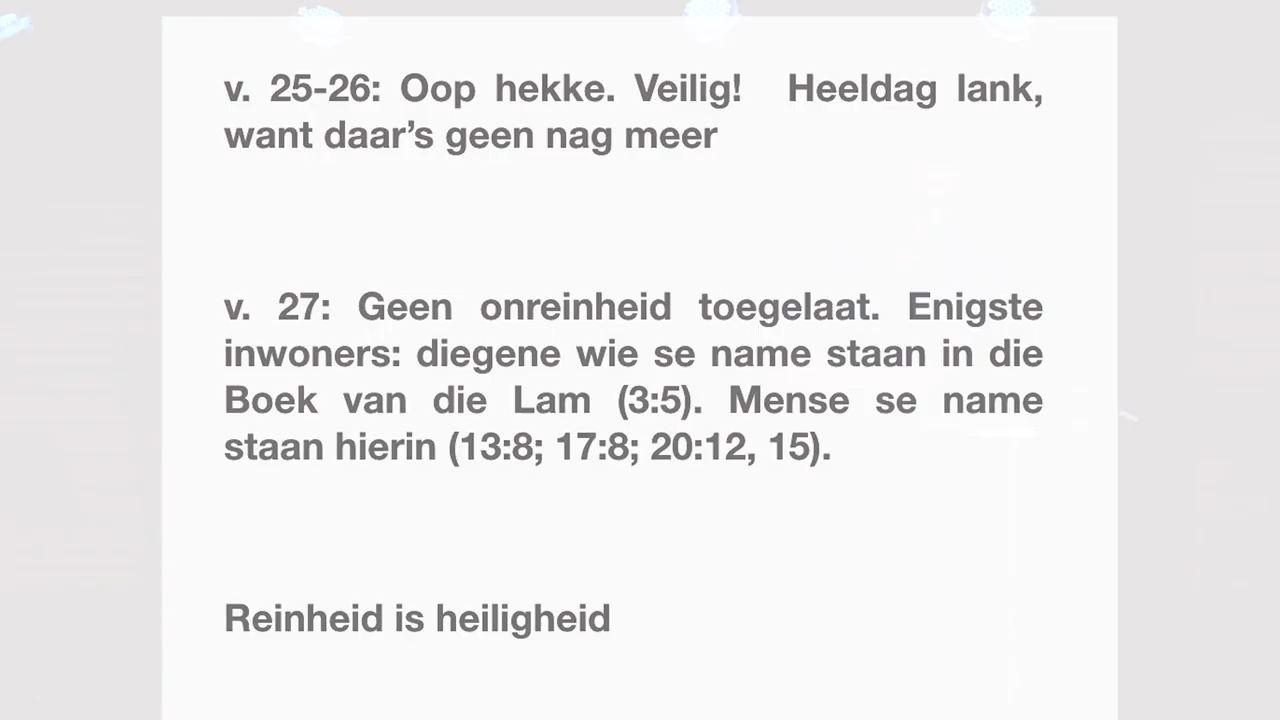 v. 25-26: Oop hekke. Veilig! Heeldag lank,
want daar’s geen nag meer
v. 27: Geen onreinheid toegelaat. Enigste
inwoners: diegene wie se name staan in die
Boek van die Lam (3:5). Mense se name
staan hierin (13:8; 17:8; 20:12, 15).
Reinheid is heiligheid